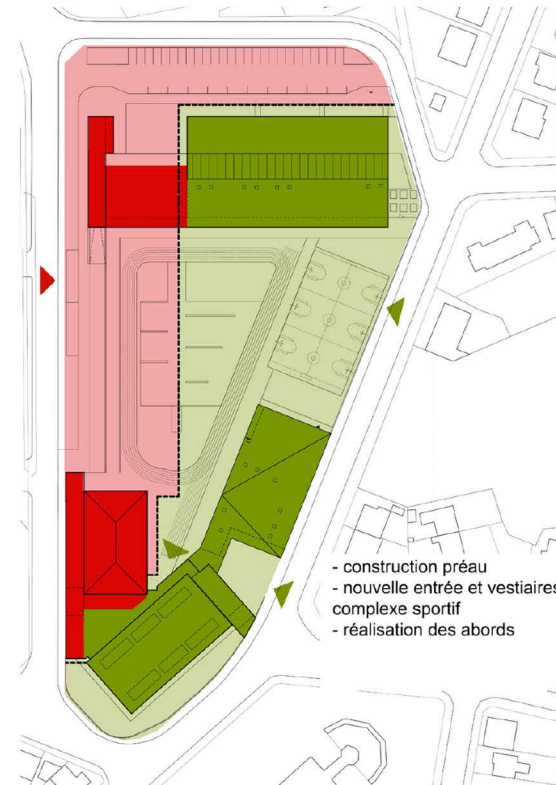 - construction préau
- nouvelle entrée et vestiaires
complexe sportif
- réalisation des abords